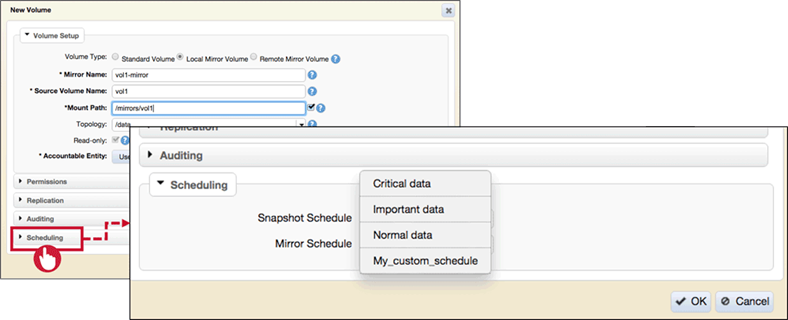 New Volume
Volume Setup
Volume Type: Standard Volume Local Mirror Volume Remote Mirror Volume ?
* Mirror Name: vol1-mirror ?
* Source Volume Name: vol1 ?
*Mount Path: /mirrors/vol1 ?
Topology: /data ?
Read-only: ?
* Accountable Entity: Use
Permissions
Replication
Auditing
Scheduling
Replication
Auditing
Scheduling
Snapshot Schedule
Mirror Schedule
Critical data
Important data
Normal data
My_custom_schedule
OK Cancel